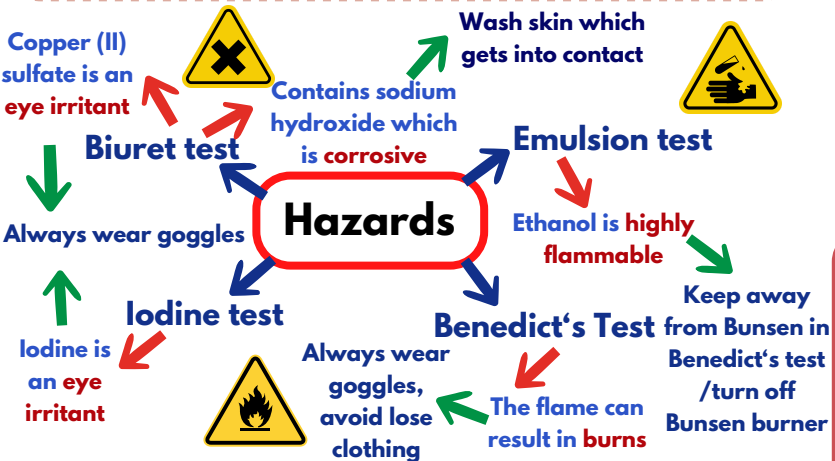 Wash skin which
gets into contact
Copper (II)
sulfate is an
eye irritant
Contains sodium
hydroxide which
is corrosive
Biuret test
Emulsion test
Hazards
Ethanol is highly
flammable
Always wear goggles
Keep away
from Bunsen in
Benedict‘s test
/turn off
Bunsen burner
Iodine test
Benedict‘s Test
Iodine is
an eye
irritant
Always wear
goggles,
avoid lose
clothing
The flame can
result in burns